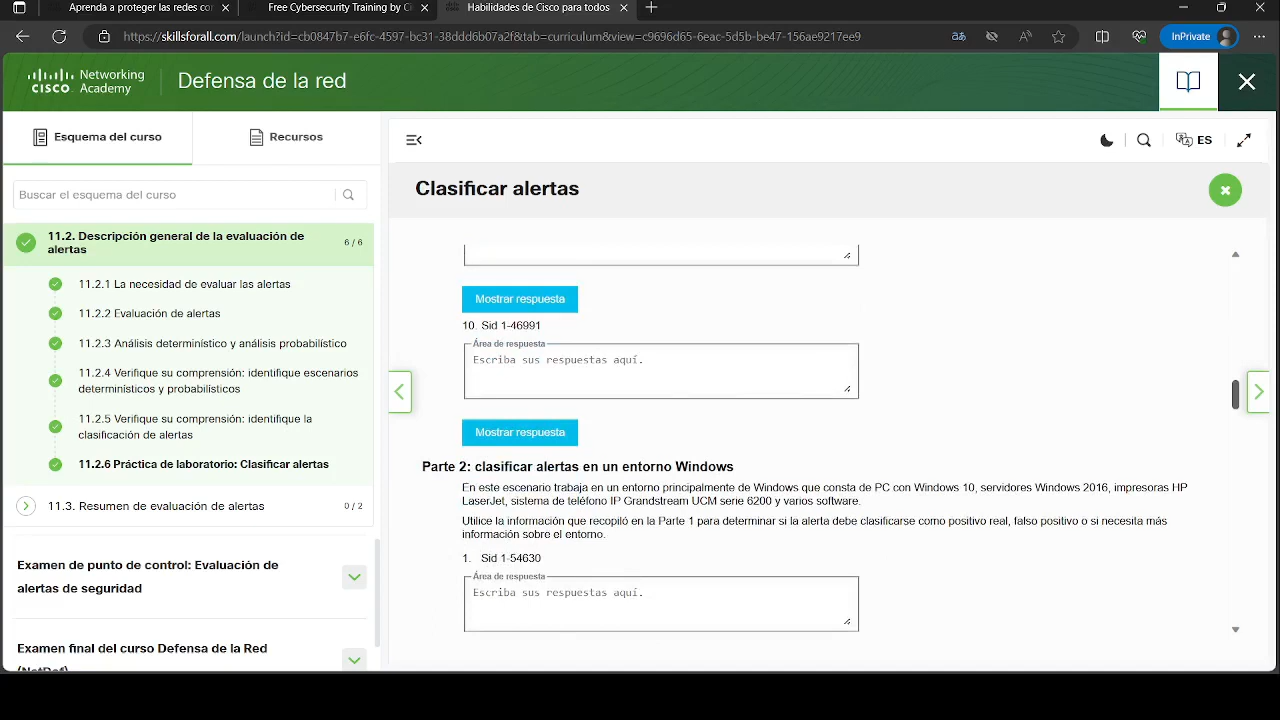 Aprenda a proteger las redes cor
Free Cybersecurity Training by Ci
Habilidades de Cisco para todos
https://skillsforall.com/launch?id=cb0847b7-e6fc-4597-bc31-38ddd6b07a2f&tab=curriculum&view=c9696d65-6eac-5d5b-be47-156ae9217ee9
InPrivate
Networking
CISCO. Academy
Defensa de la red
Esquema del curso
Recursos
ES
Buscar el esquema del curso
Clasificar alertas
11.2. Descripción general de la evaluación de
alertas
6 / 6
11.2.1 La necesidad de evaluar las alertas
11.2.2 Evaluación de alertas
11.2.3 Análisis determinístico y análisis probabilístico
11.2.4 Verifique su comprensión: identifique escenarios
determinísticos y probabilísticos
11.2.5 Verifique su comprensión: identifique la
clasificación de alertas
11.2.6 Práctica de laboratorio: Clasificar alertas
11.3. Resumen de evaluación de alertas
0 / 2
Examen de punto de control: Evaluación de
alertas de seguridad
Examen final del curso Defensa de la Red
(NetDef)
Mostrar respuesta
10. Sid 1-46991
Área de respuesta
Escriba sus respuestas aquí.
Mostrar respuesta
Parte 2: clasificar alertas en un entorno Windows
En este escenario trabaja en un entorno principalmente de Windows que consta de PC con Windows 10, servidores Windows 2016, impresoras HP
LaserJet, sistema de teléfono IP Grandstream UCM serie 6200 y varios software.
Utilice la información que recopiló en la Parte 1 para determinar si la alerta debe clasificarse como positivo real, falso positivo o si necesita más
información sobre el entorno.
1. Sid 1-54630
Área de respuesta
Escriba sus respuestas aquí.